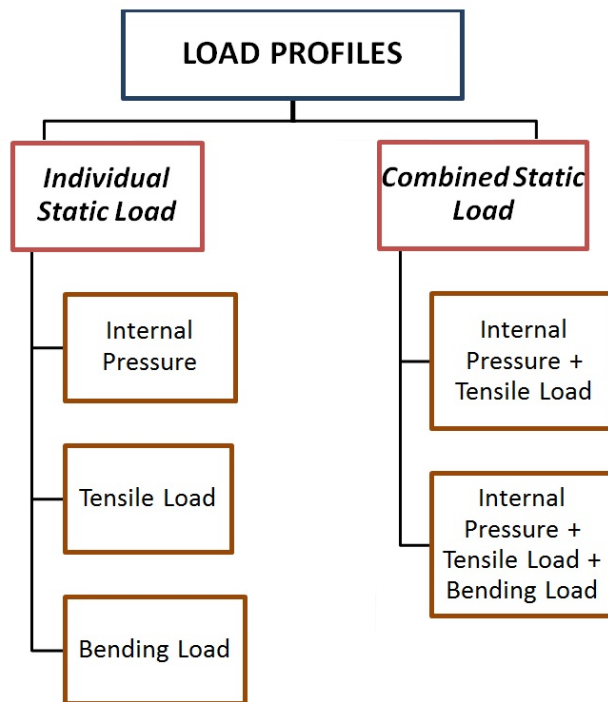 LOAD PROFILES
Individual
Static Load
Internal
Pressure
Tensile Load
Bending Load
Combined Static
Load
Internal
Pressure +
Tensile Load
Internal
Pressure +
Tensile Load +
Bending Load